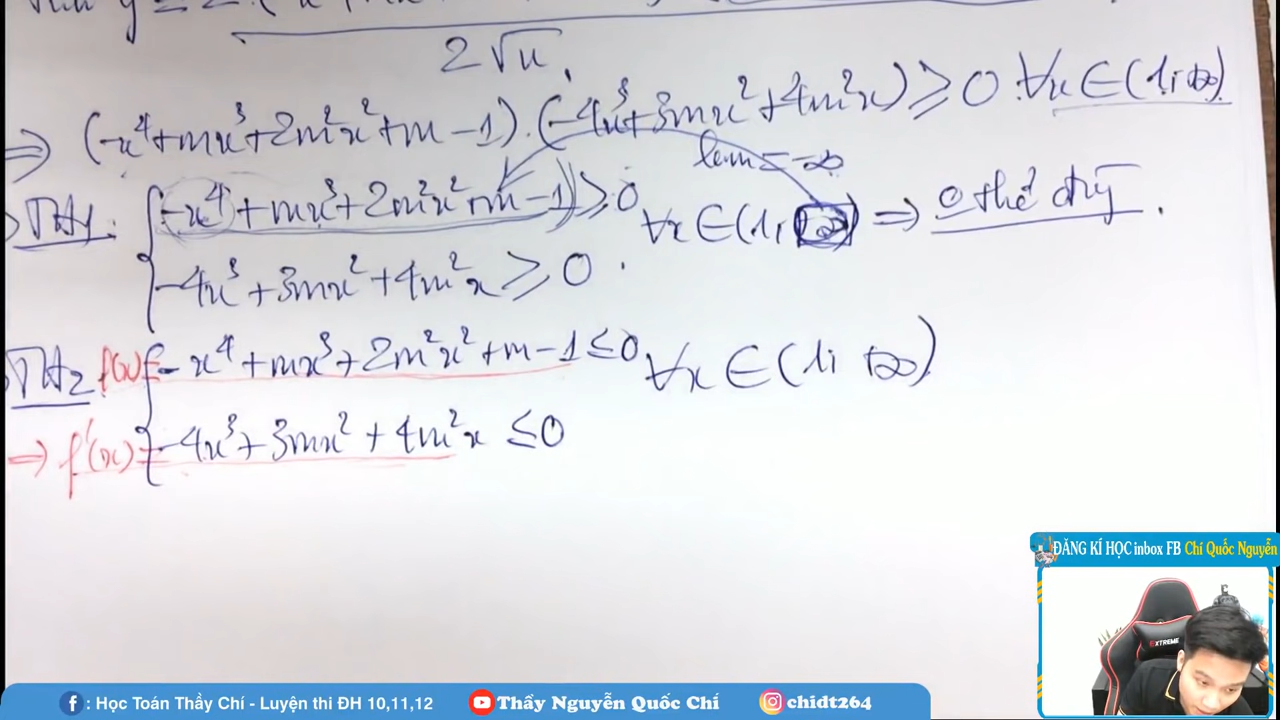 2√u.
⇒ (-x⁴+mx³+2m²x²+m-1).(-4x³+3mx²+4m²x) ≥ 0 ∀x∈(1;+∞)
TH1: {-x⁴+mx³+2m²x²+m-1) ≥ 0 ∀x∈(1;+∞) ⇒ o thể đúng.
lim = -∞
-4x³+3mx²+4m²x ≥ 0.
TH2 f(x)= {-x⁴+mx³+2m²x²+m-1 ≤ 0 ∀x∈(1;+∞)
⇒ f'(x)= -4x³+3mx²+4m²x ≤ 0
ĐĂNG KÍ HỌC inbox FB Chí Quốc Nguyễn
EXTREME
f : Học Toán Thầy Chí - Luyện thi ĐH 10,11,12 Thầy Nguyễn Quốc Chí chidt264